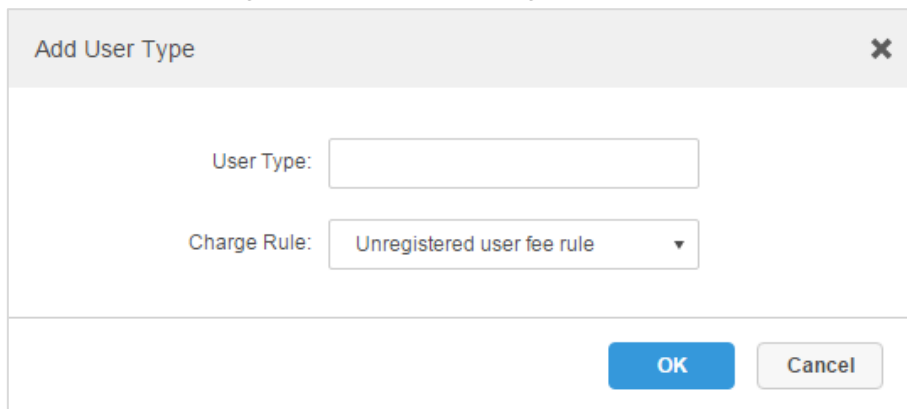 Add User Type
User Type:
Charge Rule: Unregistered user fee rule
OK Cancel